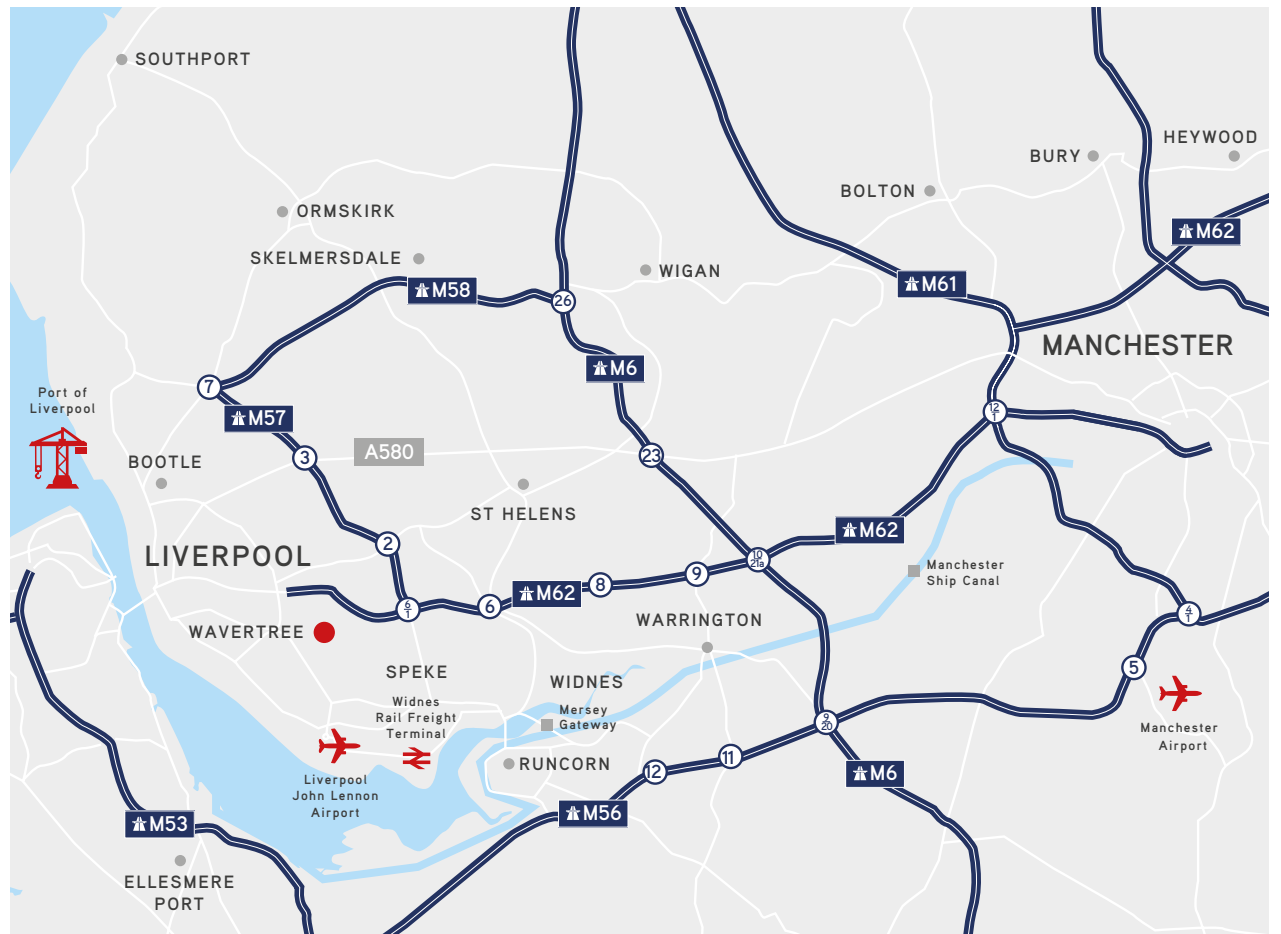 SOUTHPORT
HEYWOOD
BURY
BOLTON
ORMSKIRK
M62
SKELMERSDALE
WIGAN
M58
M61
26
MANCHESTER
M6
7
Port of
Liverpool
M57
12
1
A580
3
23
BOOTLE
ST HELENS
M62
2
LIVERPOOL
10
21a
Manchester
Ship Canal
9
8
M62
6
6
1
4
1
WARRINGTON
WAVERTREE
5
SPEKE
WIDNES
Widnes
Rail Freight
Terminal
Mersey
Gateway
9
20
Manchester
Airport
11
RUNCORN
12
M6
Liverpool
John Lennon
Airport
M56
M53
ELLESMERE
PORT